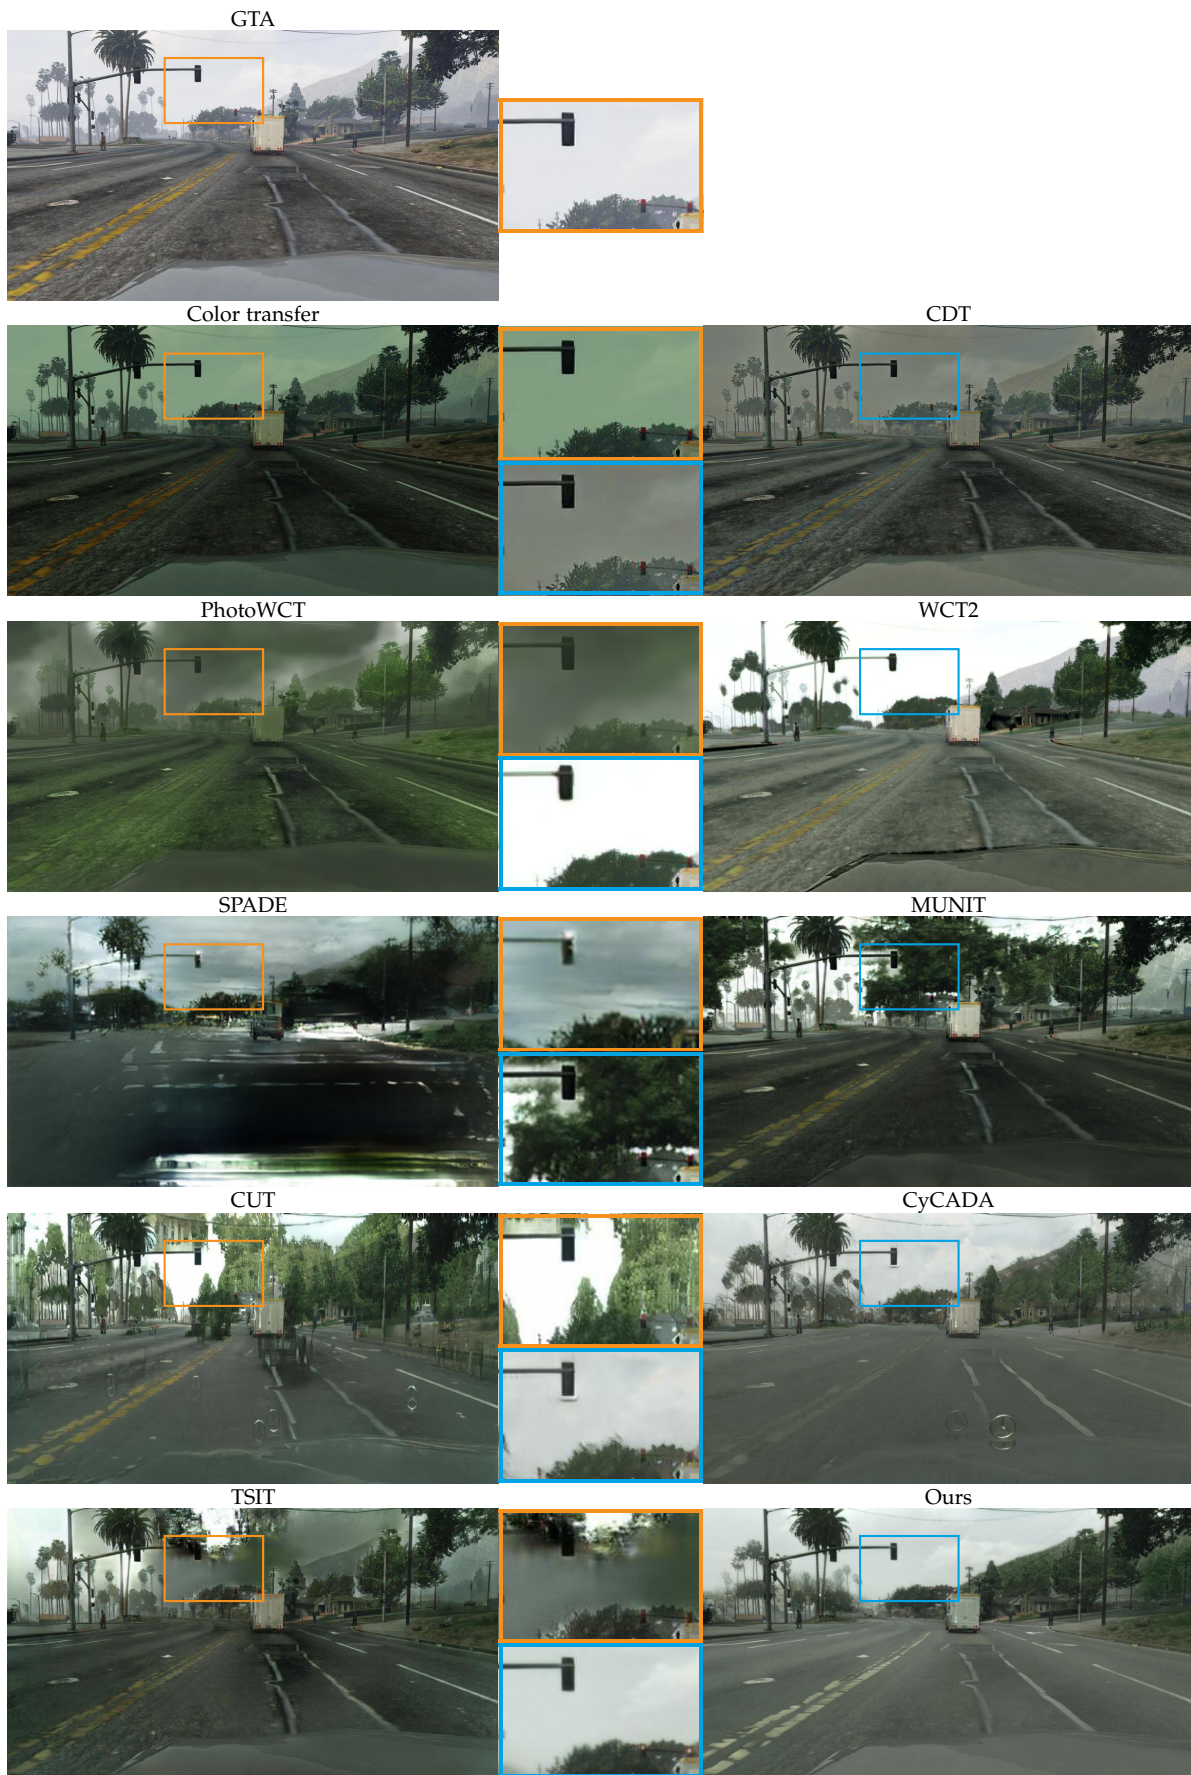 GTA
Color transfer
CDT
PhotoWCT
WCT2
SPADE
MUNIT
CUT
CyCADA
TSIT
Ours